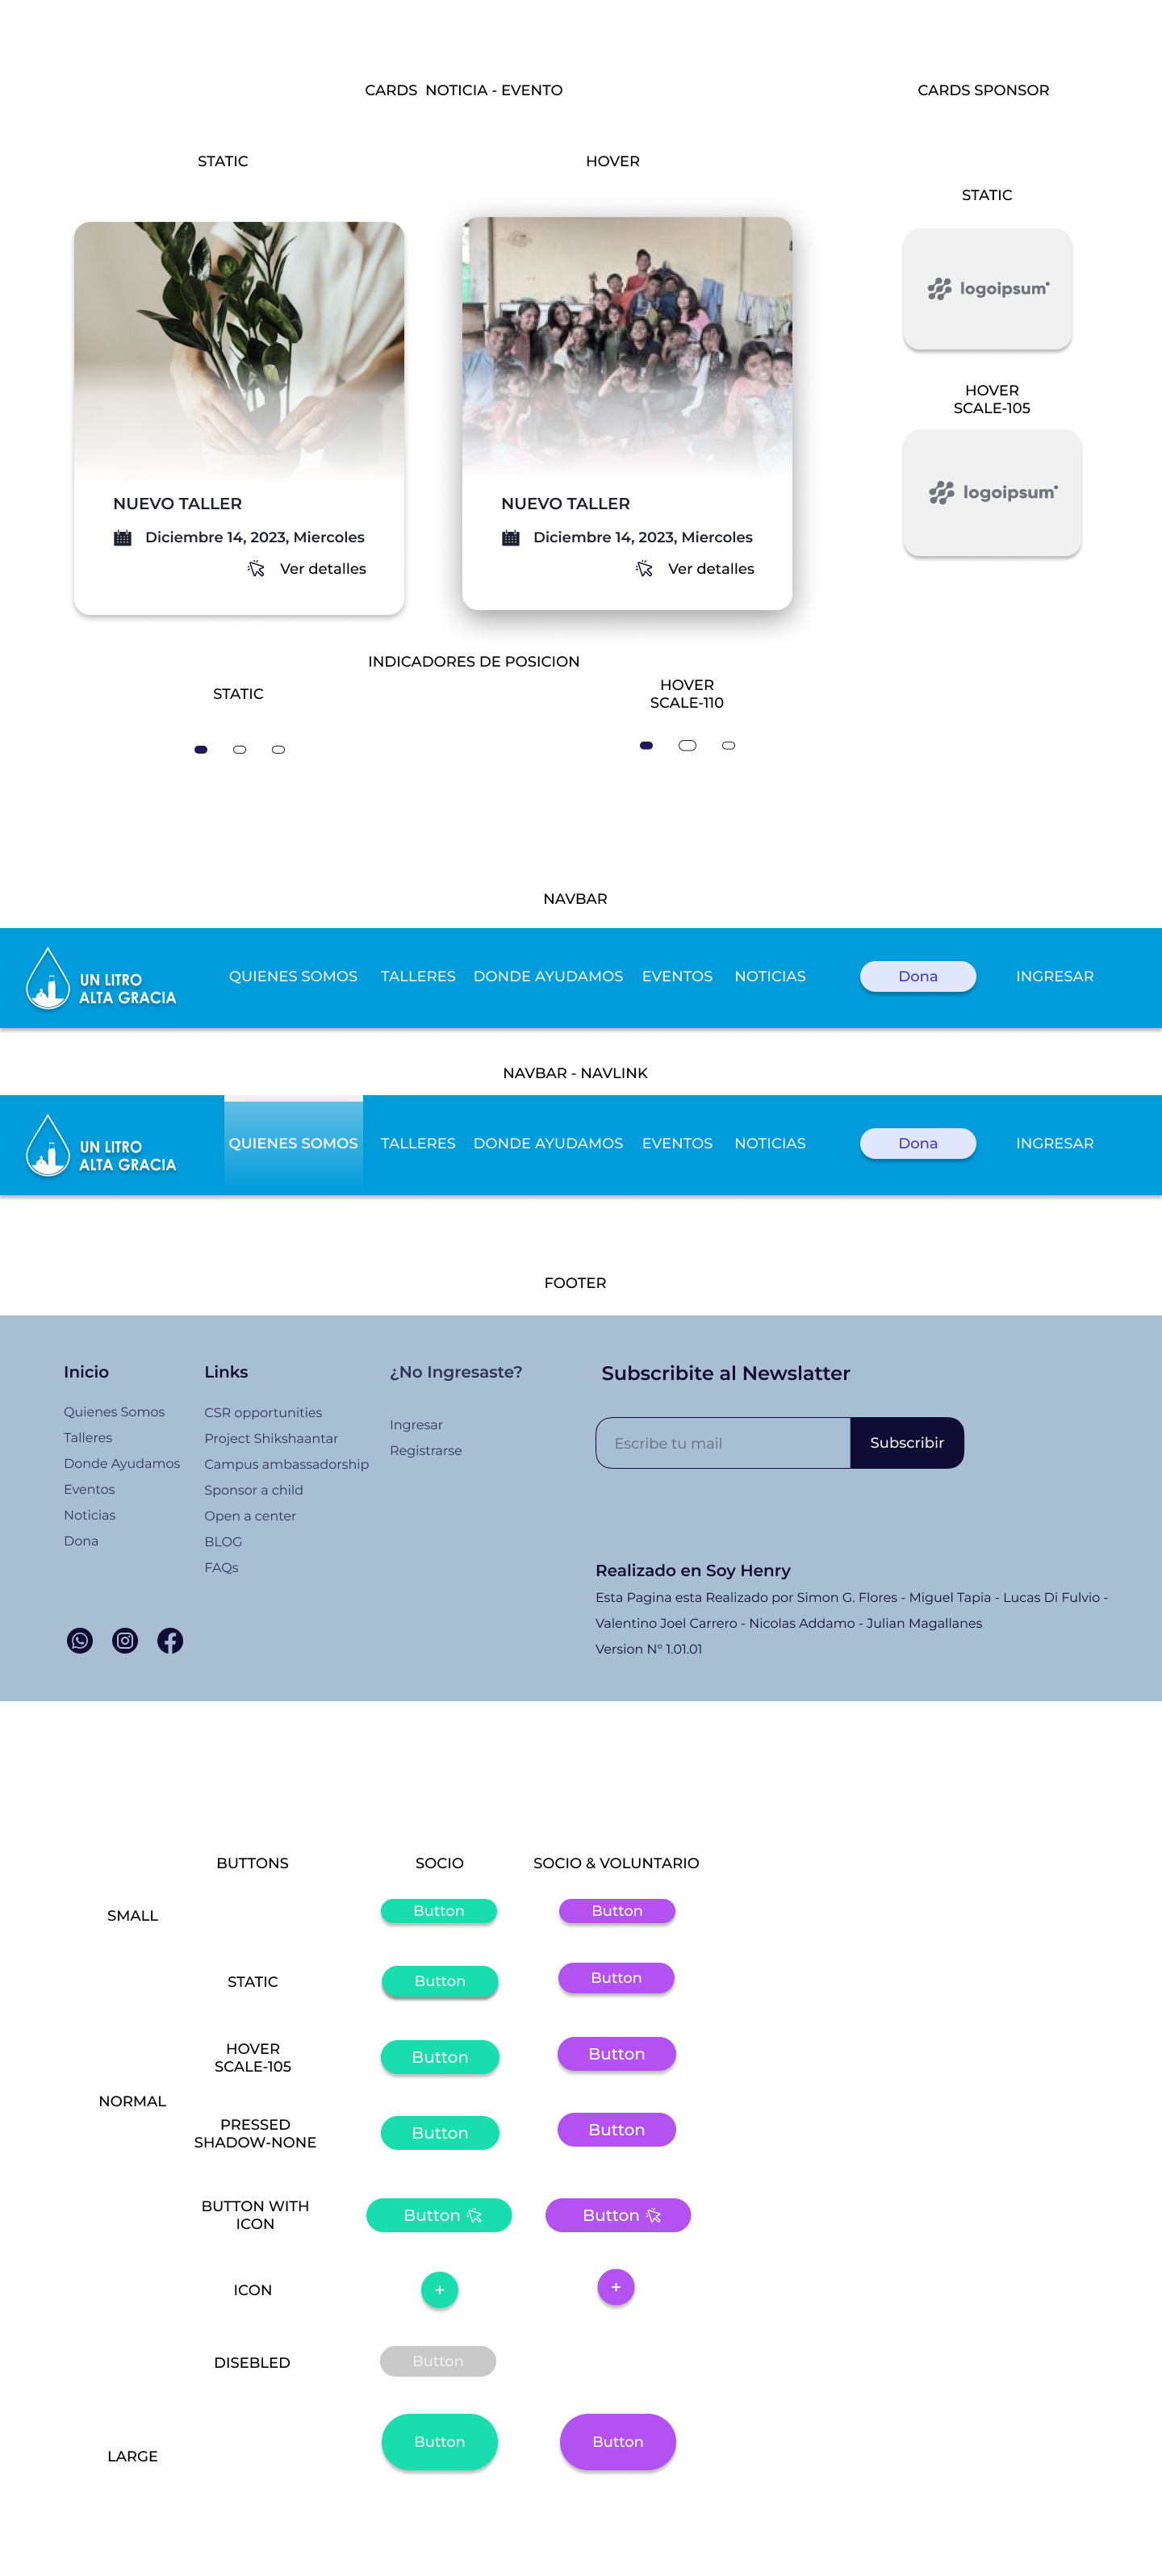 CARDS  NOTICIA - EVENTO
CARDS SPONSOR
STATIC
HOVER
STATIC
logoipsum
HOVER
SCALE-105
logoipsum
NUEVO TALLER
Diciembre 14, 2023, Miercoles
Ver detalles
NUEVO TALLER
Diciembre 14, 2023, Miercoles
Ver detalles
INDICADORES DE POSICION
STATIC
HOVER
SCALE-110
NAVBAR
UN LITRO
ALTA GRACIA
QUIENES SOMOS TALLERES DONDE AYUDAMOS EVENTOS NOTICIAS Dona INGRESAR
NAVBAR - NAVLINK
UN LITRO
ALTA GRACIA
QUIENES SOMOS TALLERES DONDE AYUDAMOS EVENTOS NOTICIAS Dona INGRESAR
FOOTER
Inicio
Quienes Somos
Talleres
Donde Ayudamos
Eventos
Noticias
Dona
Links
CSR opportunities
Project Shikshaantar
Campus ambassadorship
Sponsor a child
Open a center
BLOG
FAQs
¿No Ingresaste?
Ingresar
Registrarse
Subscribite al Newslatter
Escribe tu mail
Subscribir
Realizado en Soy Henry
Esta Pagina esta Realizado por Simon G. Flores - Miguel Tapia - Lucas Di Fulvio -
Valentino Joel Carrero - Nicolas Addamo - Julian Magallanes
Version N° 1.01.01
BUTTONS SOCIO SOCIO & VOLUNTARIO
SMALL
Button Button
STATIC
Button Button
HOVER
SCALE-105
Button Button
NORMAL
PRESSED
SHADOW-NONE
Button Button
BUTTON WITH
ICON
Button Button
ICON
+ +
DISEBLED
Button
LARGE
Button Button